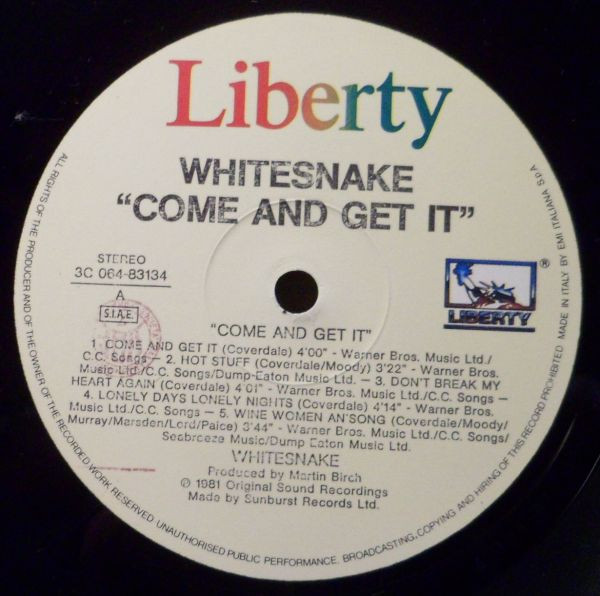 Liberty
WHITESNAKE
“COME AND GET IT”
STEREO
3C 064-83134
A
S.I.A.E.
®
LIBERTY
"COME AND GET IT"
1. COME AND GET IT (Coverdale) 4'00" - Warner Bros. Music Ltd./
C.C. Songs — 2. HOT STUFF (Coverdale/Moody) 3'22" - Warner Bros.
Music Ltd./C.C. Songs/Dump-Eaton Music Ltd. — 3. DON'T BREAK MY
HEART AGAIN (Coverdale) 4'01" - Warner Bros. Music Ltd./C.C. Songs —
4. LONELY DAYS LONELY NIGHTS (Coverdale) 4'14" - Warner Bros.
Music Ltd./C.C. Songs — 5. WINE WOMEN AN'SONG (Coverdale/Moody/
Murray/Marsden/Lord/Paice) 3'44" - Warner Bros. Music Ltd./C.C. Songs/
Seabreeze Music/Dump Eaton Music Ltd.
WHITESNAKE
Produced by Martin Birch
℗ 1981 Original Sound Recordings
Made by Sunburst Records Ltd.
ALL RIGHTS OF THE PRODUCER AND OF THE OWNER OF THE RECORDED WORK RESERVED. UNAUTHORISED PUBLIC PERFORMANCE, BROADCASTING, COPYING AND HIRING OF THIS RECORD PROHIBITED. MADE IN ITALY BY EMI ITALIANA S.P.A.